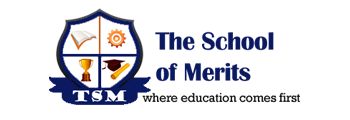 The School
of Merits
TSM
where education comes first